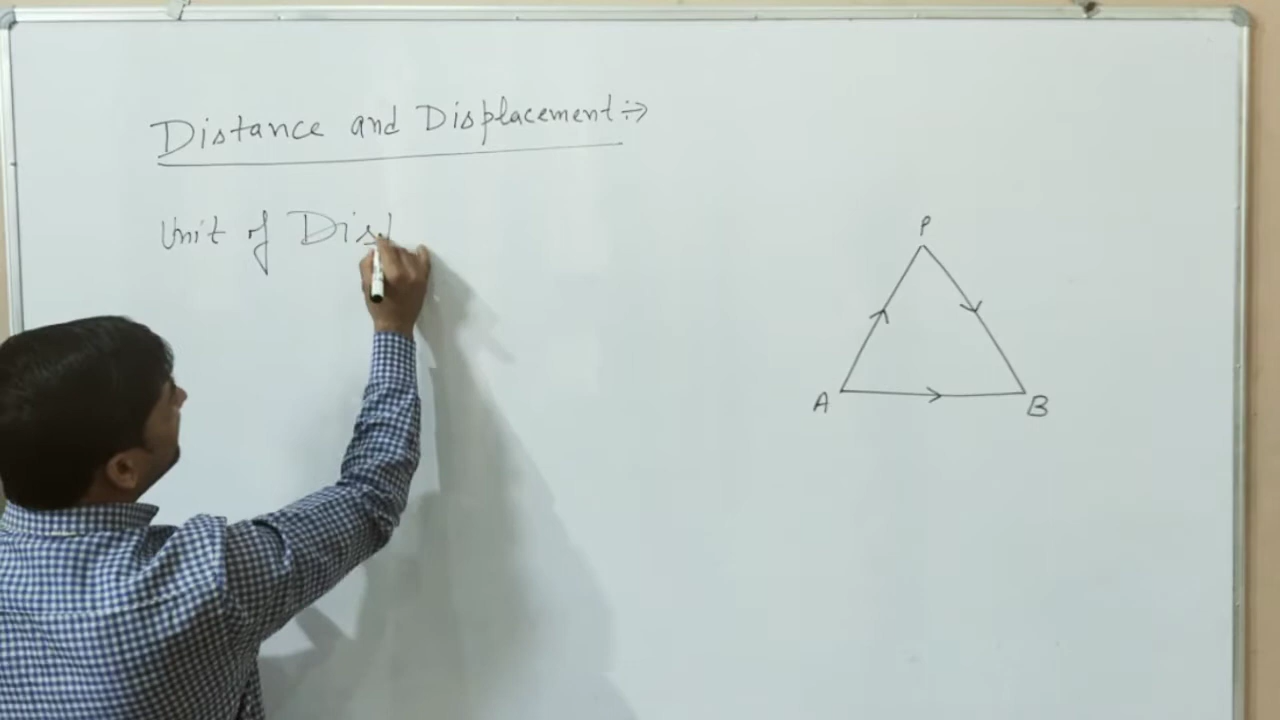 Distance and Displacement :→
Unit of Dis
P
A
B